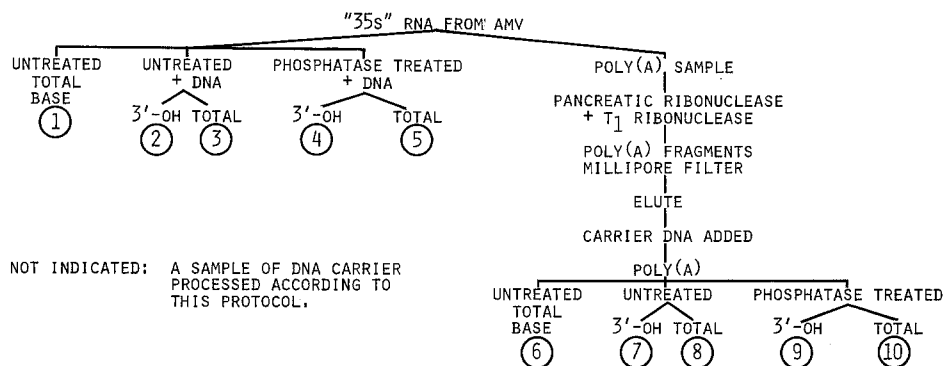 "35s" RNA FROM AMV
UNTREATED
TOTAL
BASE
1
UNTREATED
+ DNA
3'-OH TOTAL
2 3
PHOSPHATASE TREATED
+ DNA
3'-OH TOTAL
4 5
POLY(A) SAMPLE
PANCREATIC RIBONUCLEASE
+ T1 RIBONUCLEASE
POLY(A) FRAGMENTS
MILLIPORE FILTER
ELUTE
CARRIER DNA ADDED
POLY(A)
UNTREATED
TOTAL
BASE
6
UNTREATED
3'-OH TOTAL
7 8
PHOSPHATASE TREATED
3'-OH TOTAL
9 10
NOT INDICATED: A SAMPLE OF DNA CARRIER
PROCESSED ACCORDING TO
THIS PROTOCOL.